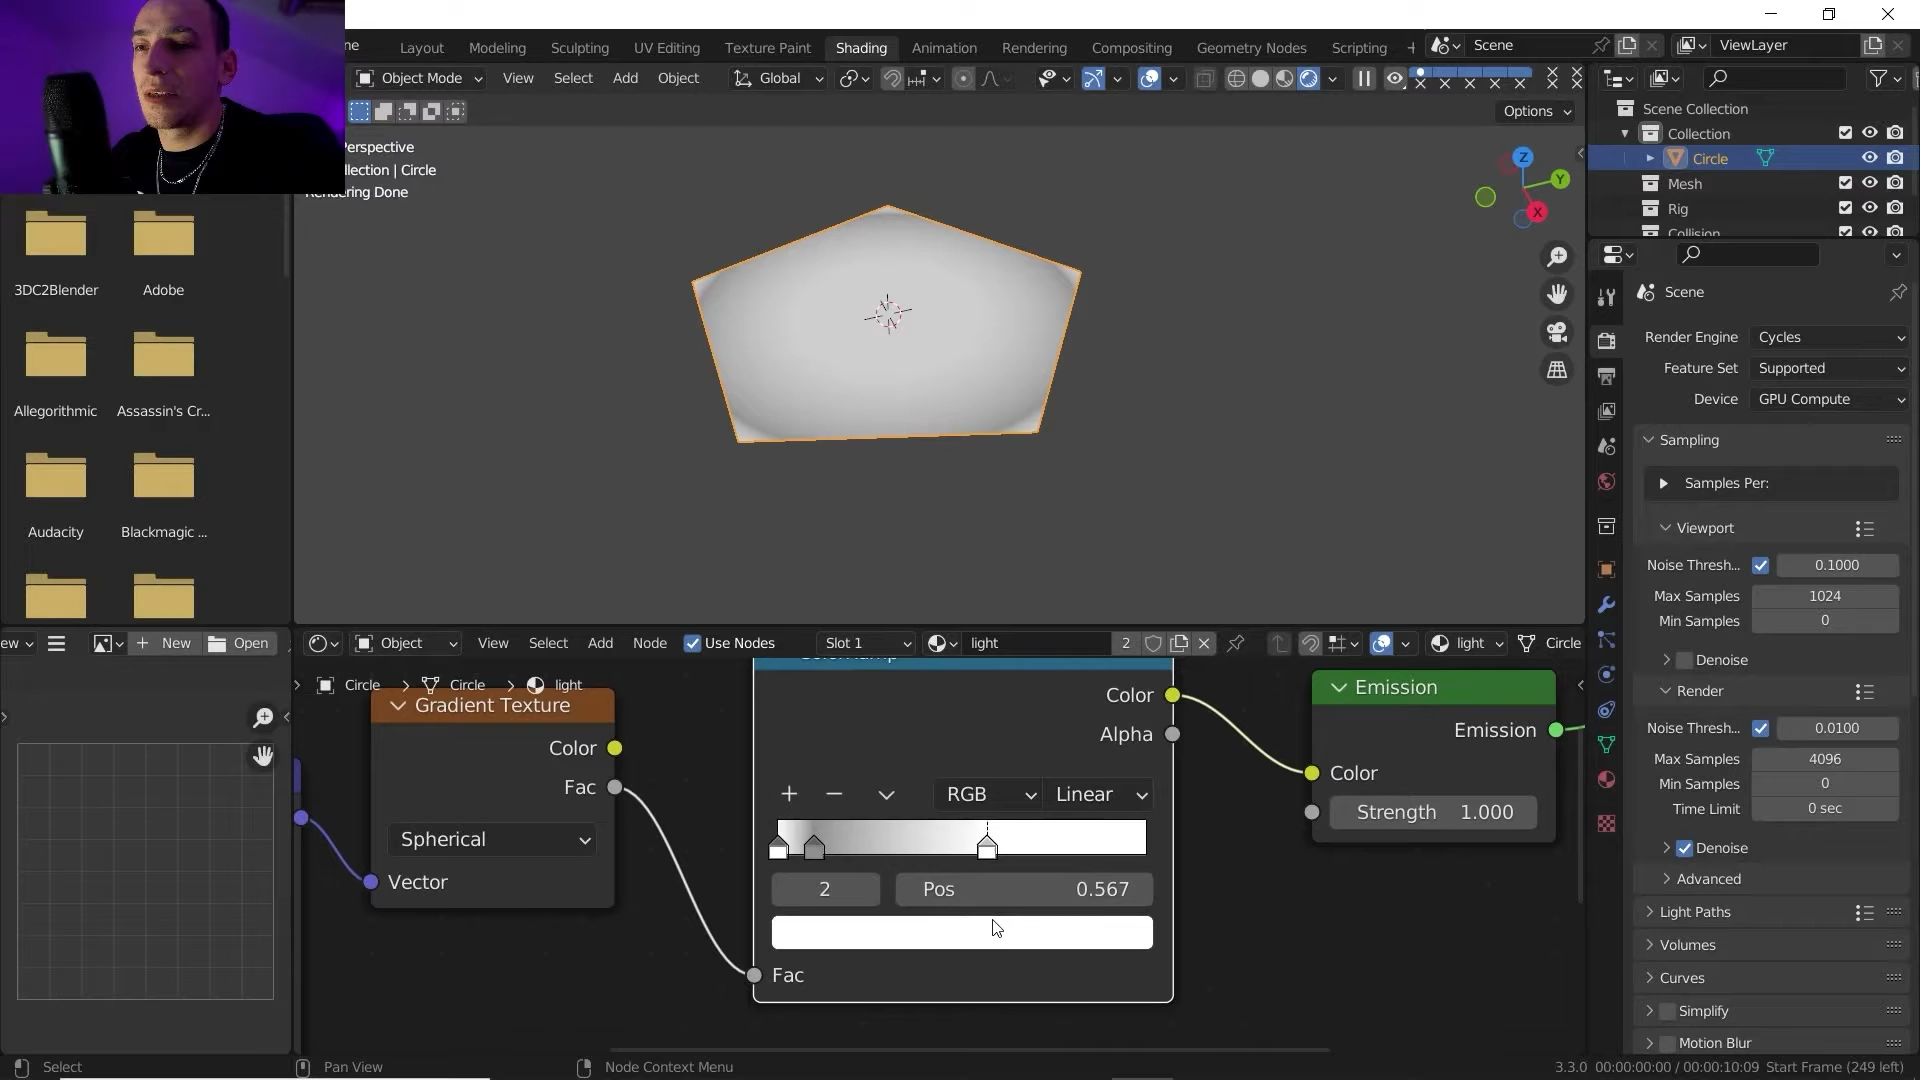 ne
Layout
Modeling
Sculpting
UV Editing
Texture Paint
Shading
Animation
Rendering
Compositing
Geometry Nodes
Scripting
+
Scene
ViewLayer
Object Mode
View
Select
Add
Object
Global
Options
Perspective
llection | Circle
Rendering Done
Z
Y
X
Scene Collection
Collection
Circle
Mesh
Rig
Collision
3DC2Blender
Adobe
Allegorithmic
Assassin's Cr...
Audacity
Blackmagic ...
Scene
Render Engine Cycles
Feature Set Supported
Device GPU Compute
Sampling
Samples Per:
Viewport
Noise Thresh... 0.1000
Max Samples 1024
Min Samples 0
Denoise
Render
Noise Thresh... 0.0100
Max Samples 4096
Min Samples 0
Time Limit 0 sec
Denoise
Advanced
Light Paths
Volumes
Curves
Simplify
Motion Blur
ew
+ New
Open
Object
View
Select
Add
Node
Use Nodes
Slot 1
light
2
light
Circle
Circle > Circle > light
Gradient Texture
Color
Fac
Spherical
Vector
Color
Alpha
+ −
RGB
Linear
2
Pos 0.567
Fac
Emission
Emission
Color
Strength 1.000
Select
Pan View
Node Context Menu
3.3.0 00:00:00:00 / 00:00:10:09 Start Frame (249 left)